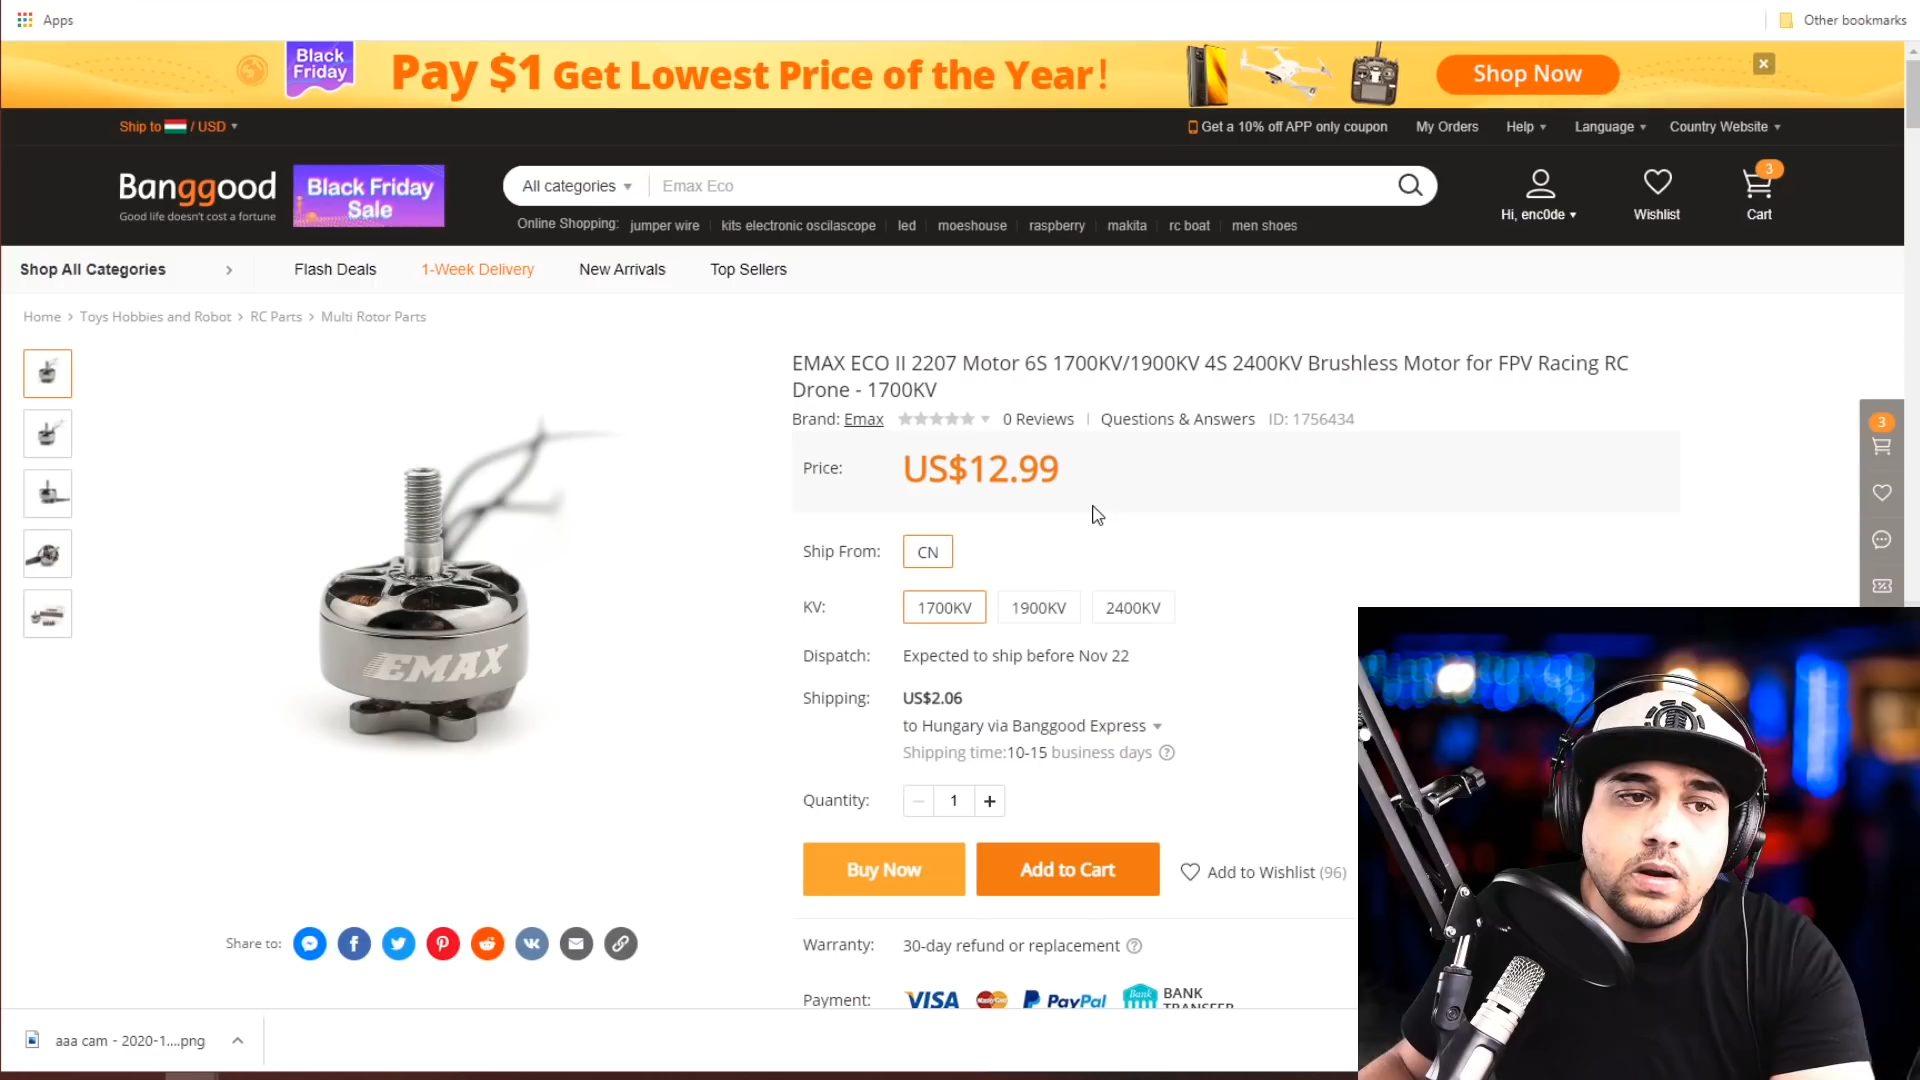 Apps
Other bookmarks
Black Friday
Pay $1 Get Lowest Price of the Year!
Shop Now
Ship to / USD
Get a 10% off APP only coupon
My Orders
Help
Language
Country Website
Banggood
Good life doesn't cost a fortune
Black Friday
Sale
All categories
Emax Eco
3
Hi, enc0de
Wishlist
Cart
Online Shopping:
jumper wire
kits electronic oscilascope
led
moeshouse
raspberry
makita
rc boat
men shoes
Shop All Categories
Flash Deals
1-Week Delivery
New Arrivals
Top Sellers
Home > Toys Hobbies and Robot > RC Parts > Multi Rotor Parts
EMAX ECO II 2207 Motor 6S 1700KV/1900KV 4S 2400KV Brushless Motor for FPV Racing RC
Drone - 1700KV
Brand: Emax
0 Reviews
Questions & Answers
ID: 1756434
3
Price:
US$12.99
Ship From:
CN
KV:
1700KV
1900KV
2400KV
EMAX
Dispatch:
Expected to ship before Nov 22
Shipping:
US$2.06
to Hungary via Banggood Express
Shipping time:10-15 business days
Quantity:
1
Buy Now
Add to Cart
Add to Wishlist (96)
Share to:
Warranty:
30-day refund or replacement
Payment:
VISA
MasterCard
PayPal
Bank
BANK
TRANSFER
aaa cam - 2020-1....png